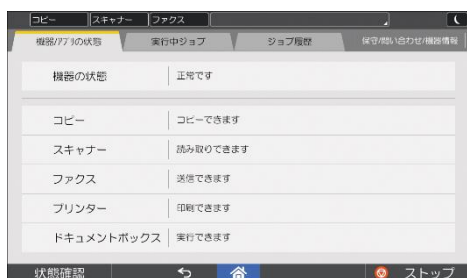 コピー スキャナー ファクス
機器/アプリの状態 実行中ジョブ ジョブ履歴 保守/問い合わせ/機器情報
機器の状態 正常です
コピー コピーできます
スキャナー 読み取りできます
ファクス 送信できます
プリンター 印刷できます
ドキュメントボックス 実行できます
状態確認 ストップ